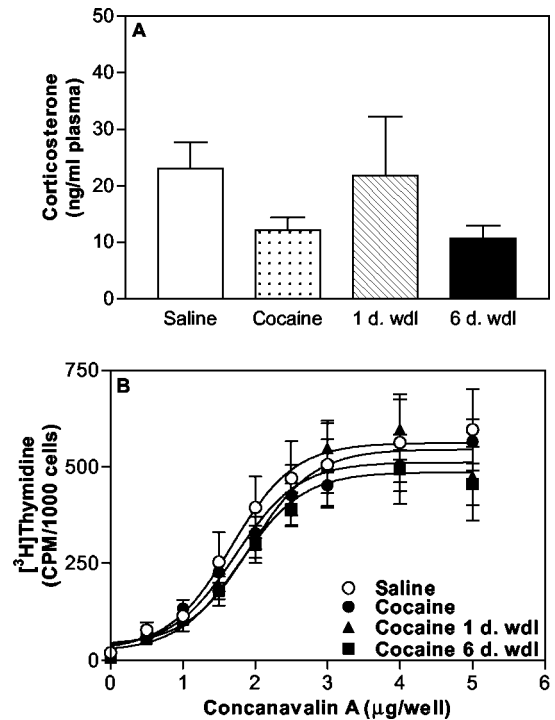 A
50
40
30
20
10
0
Corticosterone
(ng/ml plasma)
Saline Cocaine 1 d. wdl 6 d. wdl
B
750
500
250
0
[³H]Thymidine
(CPM/1000 cells)
Saline
Cocaine
Cocaine 1 d. wdl
Cocaine 6 d. wdl
0 1 2 3 4 5 6
Concanavalin A (µg/well)